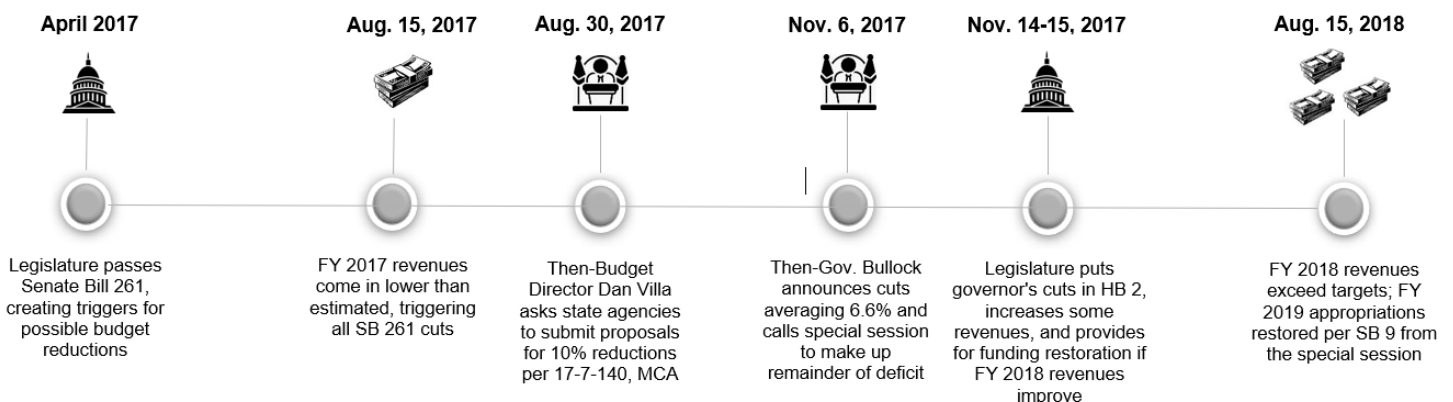 April 2017
Legislature passes
Senate Bill 261,
creating triggers for
possible budget
reductions
Aug. 15, 2017
FY 2017 revenues
come in lower than
estimated, triggering
all SB 261 cuts
Aug. 30, 2017
Then-Budget
Director Dan Villa
asks state agencies
to submit proposals
for 10% reductions
per 17-7-140, MCA
Nov. 6, 2017
Then-Gov. Bullock
announces cuts
averaging 6.6% and
calls special session
to make up
remainder of deficit
Nov. 14-15, 2017
Legislature puts
governor's cuts in HB 2,
increases some
revenues, and provides
for funding restoration if
FY 2018 revenues
improve
Aug. 15, 2018
FY 2018 revenues
exceed targets; FY
2019 appropriations
restored per SB 9 from
the special session